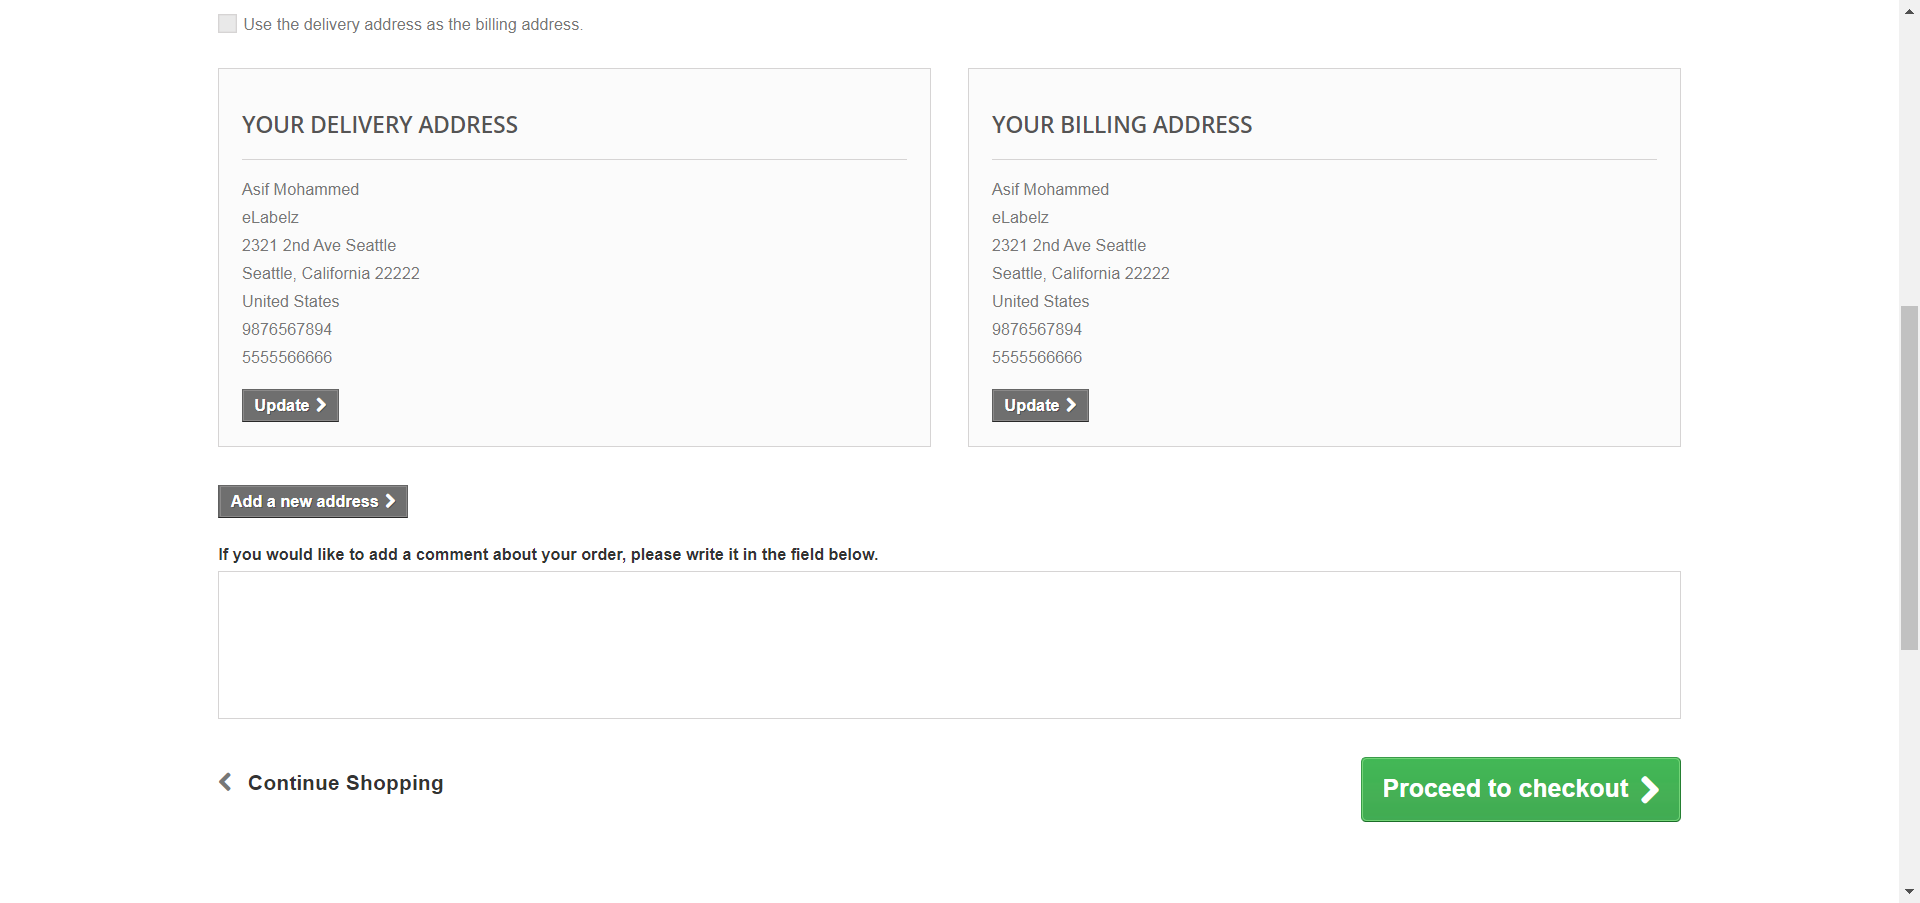 Use the delivery address as the billing address.
YOUR DELIVERY ADDRESS
Asif Mohammed
eLabelz
2321 2nd Ave Seattle
Seattle, California 22222
United States
9876567894
5555566666
Update
YOUR BILLING ADDRESS
Asif Mohammed
eLabelz
2321 2nd Ave Seattle
Seattle, California 22222
United States
9876567894
5555566666
Update
Add a new address
If you would like to add a comment about your order, please write it in the field below.
Continue Shopping
Proceed to checkout